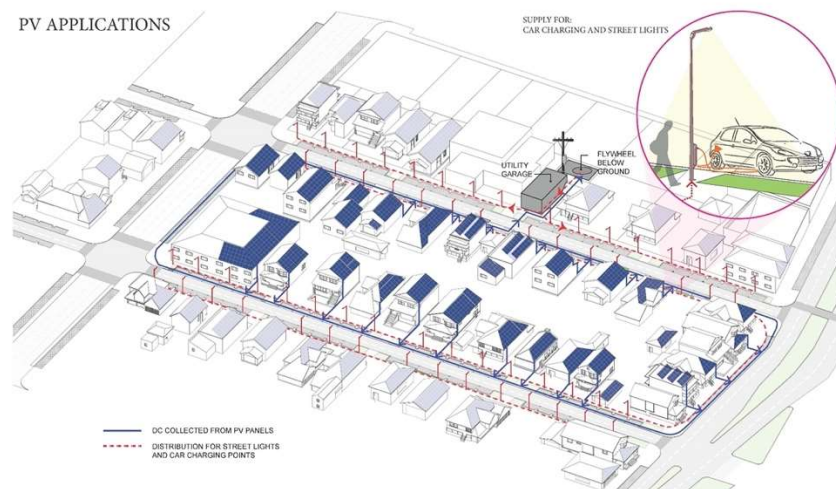 PV APPLICATIONS
SUPPLY FOR:
CAR CHARGING AND STREET LIGHTS
UTILITY
GARAGE
FLYWHEEL
BELOW
GROUND
DC COLLECTED FROM PV PANELS
DISTRIBUTION FOR STREET LIGHTS
AND CAR CHARGING POINTS